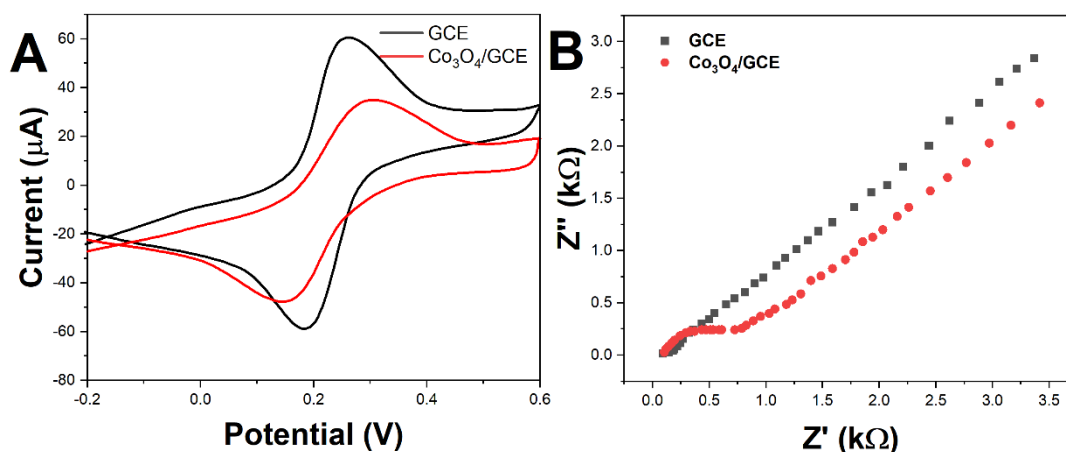 A
GCE
Co₃O₄/GCE
60
40
20
0
-20
-40
-60
-80
Current (μA)
-0.2
0.0
0.2
0.4
0.6
Potential (V)
B
GCE
Co₃O₄/GCE
3.0
2.5
2.0
1.5
1.0
0.5
0.0
Z'' (kΩ)
0.0
0.5
1.0
1.5
2.0
2.5
3.0
3.5
Z' (kΩ)